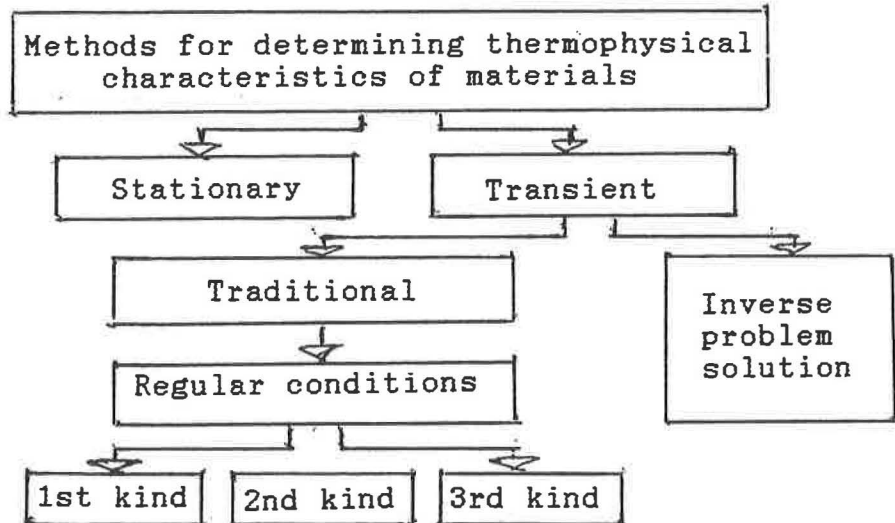 Methods for determining thermophysical
characteristics of materials
Stationary
Transient
Traditional
Inverse
problem
solution
Regular conditions
1st kind
2nd kind
3rd kind